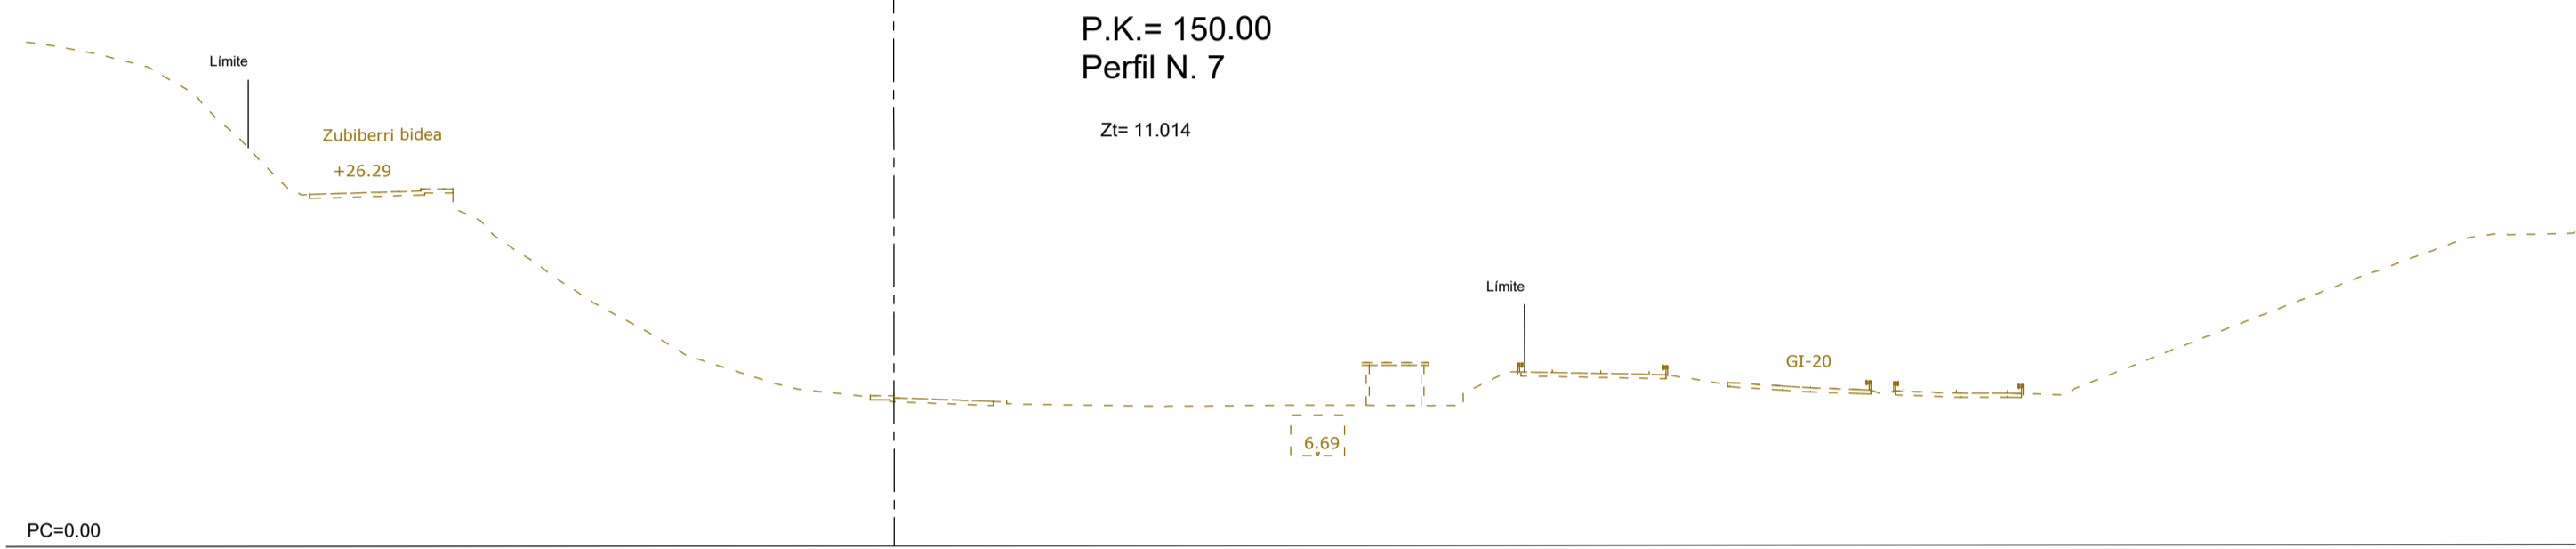 P.K.= 150.00
Perfil N. 7
Límite
Zt= 11.014
Zubiberri bidea
+26.29
Límite
GI-20
6.69
PC=0.00